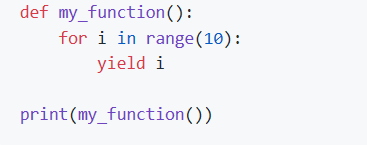 def my_function():
    for i in range(10):
        yield i

print(my_function())